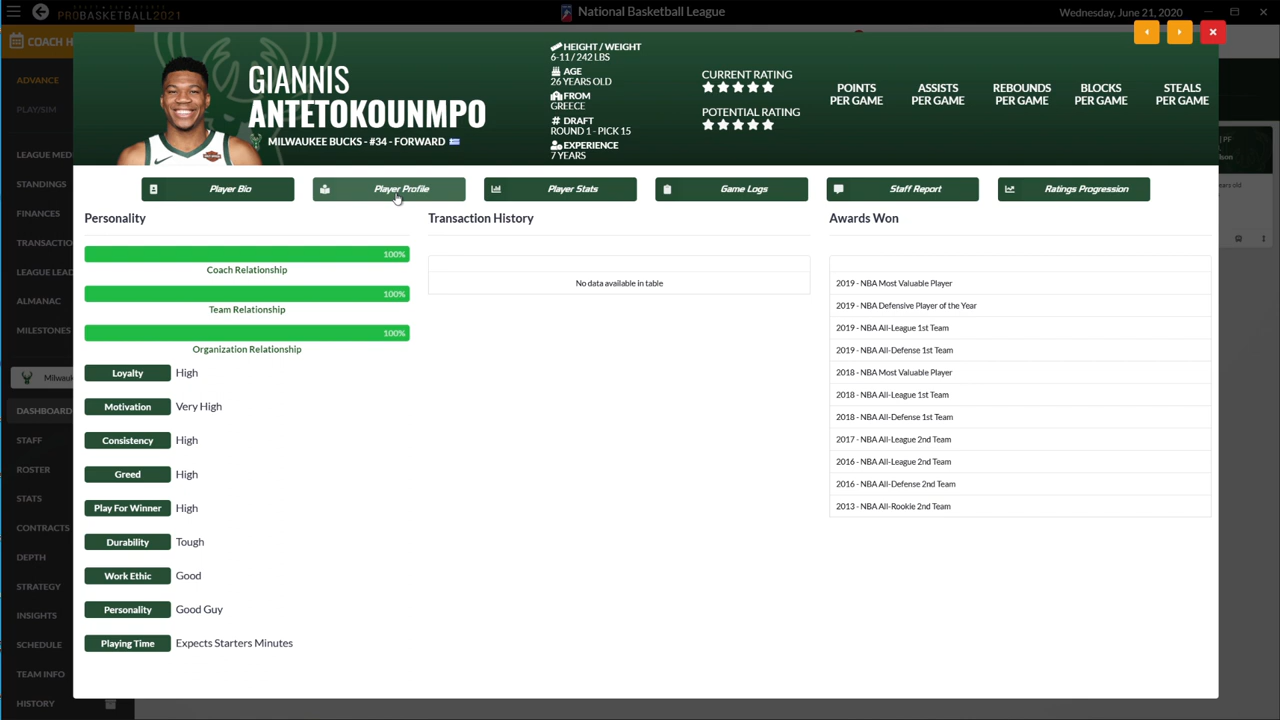 PROBASKETBALL2021
National Basketball League
Wednesday, June 21, 2020
COACH H
ADVANCE
PLAY/SIM
LEAGUE MED
STANDINGS
FINANCES
TRANSACTIO
LEAGUE LEAD
ALMANAC
MILESTONES
Milwau
DASHBOARD
STAFF
ROSTER
STATS
CONTRACTS
DEPTH
STRATEGY
INSIGHTS
SCHEDULE
TEAM INFO
HISTORY
GIANNIS
ANTETOKOUNMPO
MILWAUKEE BUCKS - #34 - FORWARD
HEIGHT / WEIGHT
6-11 / 242 LBS
AGE
26 YEARS OLD
FROM
GREECE
# DRAFT
ROUND 1 - PICK 15
EXPERIENCE
7 YEARS
CURRENT RATING
POTENTIAL RATING
POINTS
PER GAME
ASSISTS
PER GAME
REBOUNDS
PER GAME
BLOCKS
PER GAME
STEALS
PER GAME
Player Bio
Player Profile
Player Stats
Game Logs
Staff Report
Ratings Progression
Personality
100%
Coach Relationship
100%
Team Relationship
100%
Organization Relationship
Loyalty High
Motivation Very High
Consistency High
Greed High
Play For Winner High
Durability Tough
Work Ethic Good
Personality Good Guy
Playing Time Expects Starters Minutes
Transaction History
No data available in table
Awards Won
2019 - NBA Most Valuable Player
2019 - NBA Defensive Player of the Year
2019 - NBA All-League 1st Team
2019 - NBA All-Defense 1st Team
2018 - NBA Most Valuable Player
2018 - NBA All-League 1st Team
2018 - NBA All-Defense 1st Team
2017 - NBA All-League 2nd Team
2016 - NBA All-League 2nd Team
2016 - NBA All-Defense 2nd Team
2013 - NBA All-Rookie 2nd Team
| PF
lson
ears old